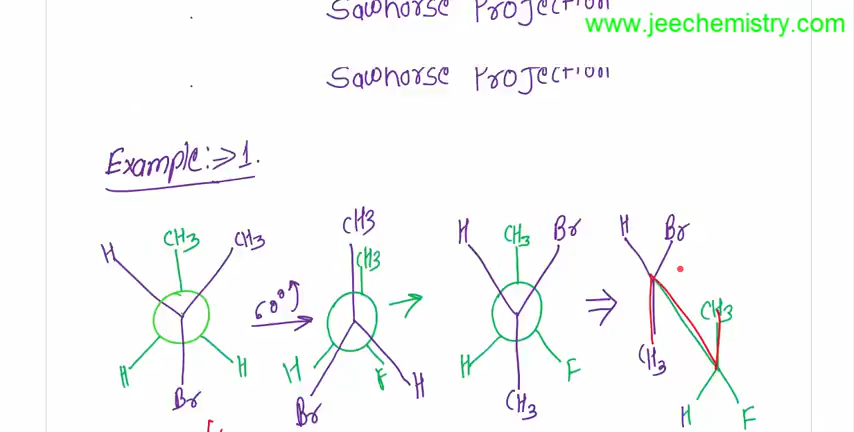 Sawhorse Projection
www.jeechemistry.com
Sawhorse Projection
Example:⇒1.
H CH3 CH3
H H
Br
60°
CH3
CH3
H F
Br H
H CH3 Br
H F
CH3
H Br
CH3
CH3
H F